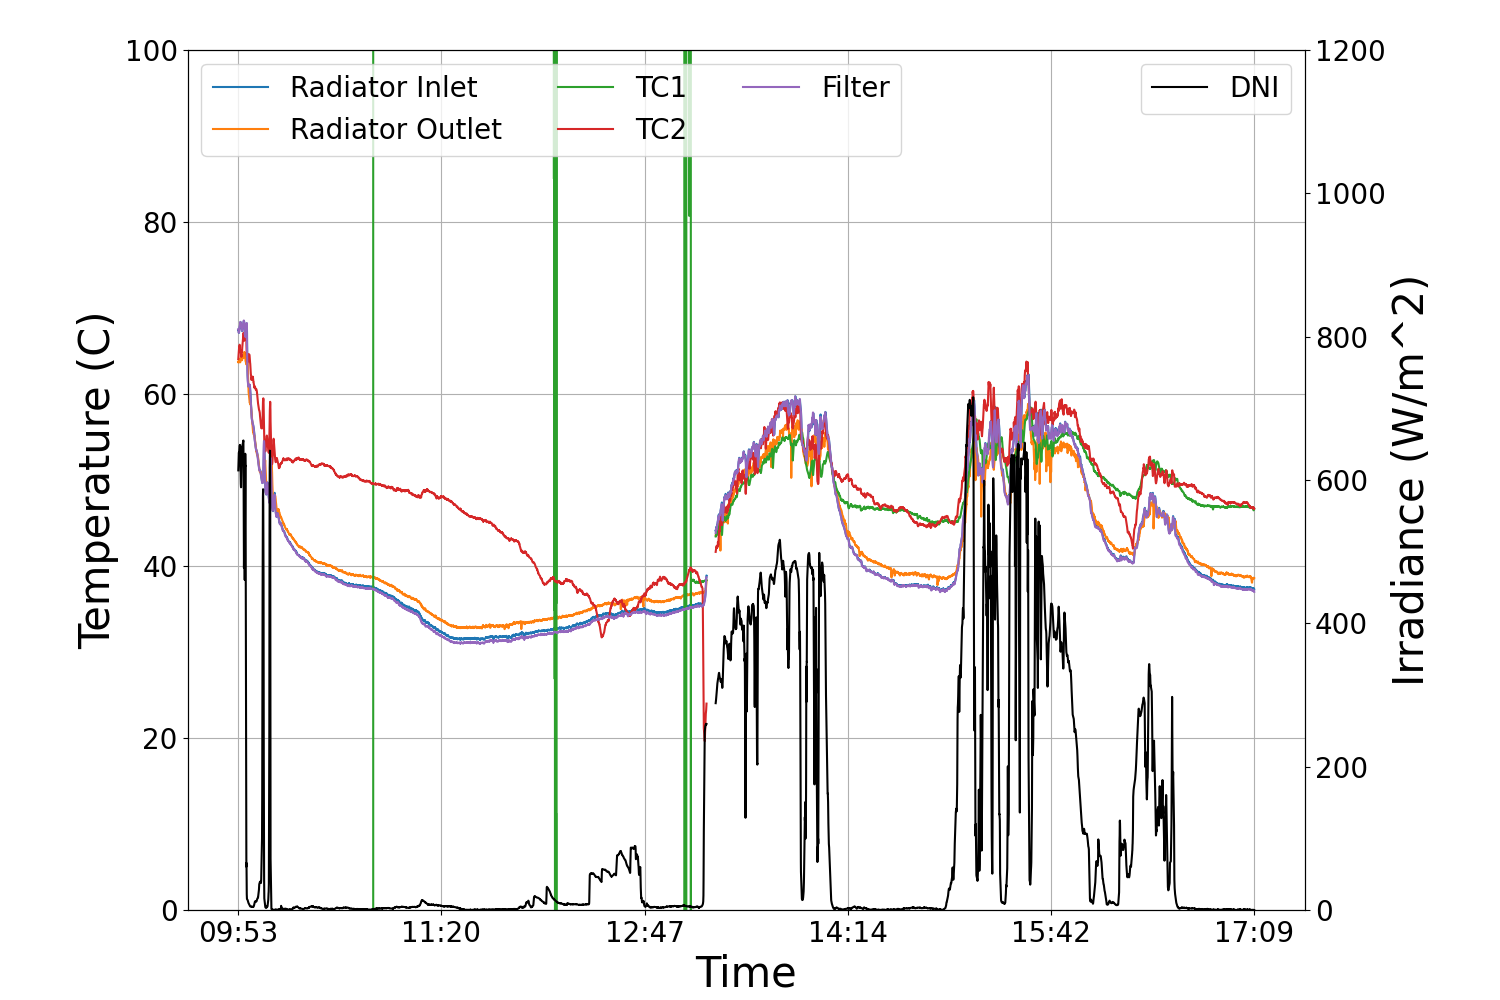 100
80
60
40
20
0
Temperature (C)
Radiator Inlet
Radiator Outlet
TC1
TC2
Filter
DNI
1200
1000
800
600
400
200
0
Irradiance (W/m^2)
09:53 11:20 12:47 14:14 15:42 17:09
Time